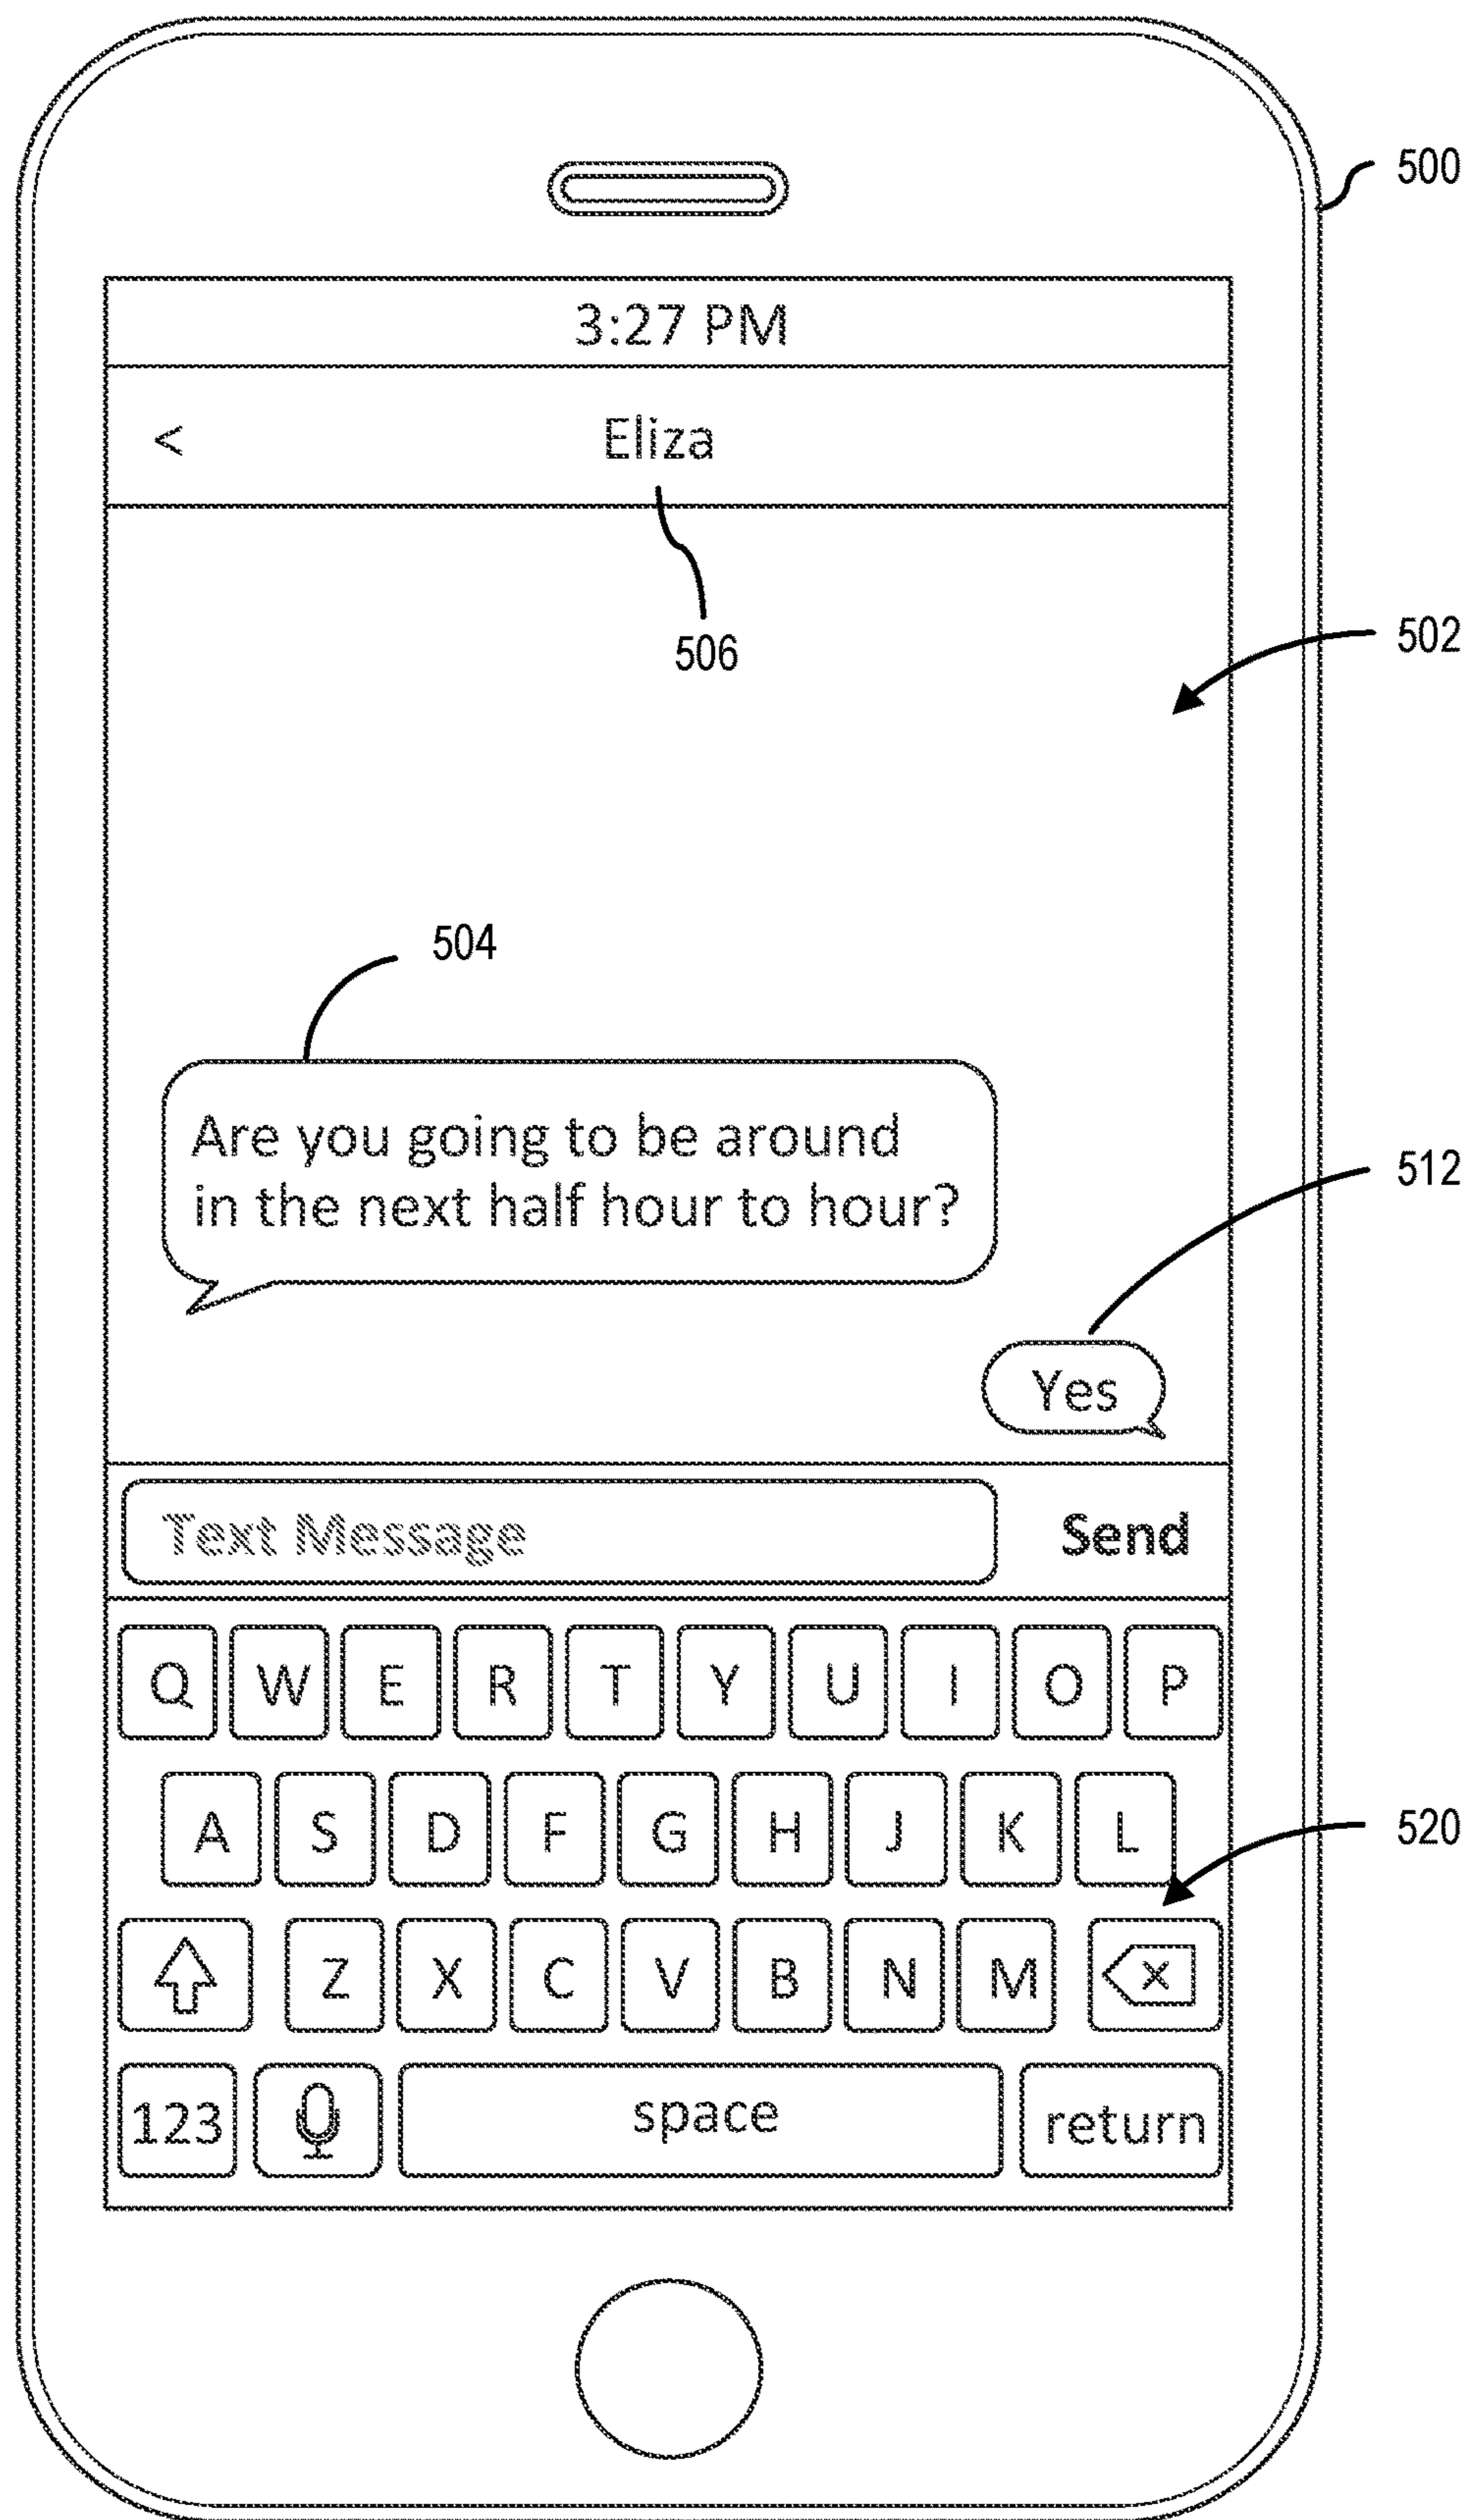 500
3:27 PM
< Eliza
506
502
504
Are you going to be around
in the next half hour to hour?
512
Yes
Text Message Send
Q W E R T Y U I O P
A S D F G H J K L
520
Z X C V B N M
123 space return